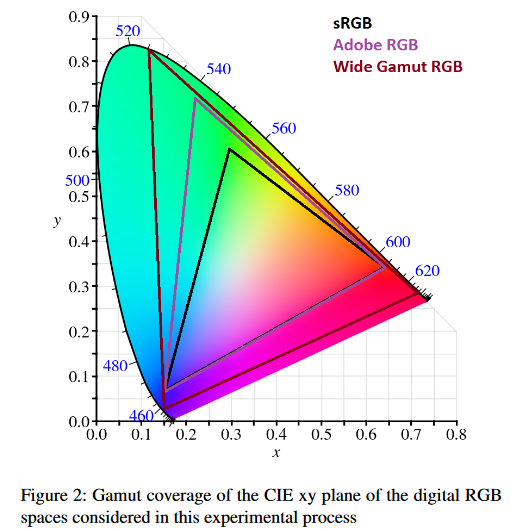 sRGB
Adobe RGB
Wide Gamut RGB
0.9
0.8
0.7
0.6
0.5
0.4
0.3
0.2
0.1
0.0
y
520
540
560
580
600
620
500
480
460
0.0 0.1 0.2 0.3 0.4 0.5 0.6 0.7 0.8
x
Figure 2: Gamut coverage of the CIE xy plane of the digital RGB
spaces considered in this experimental process